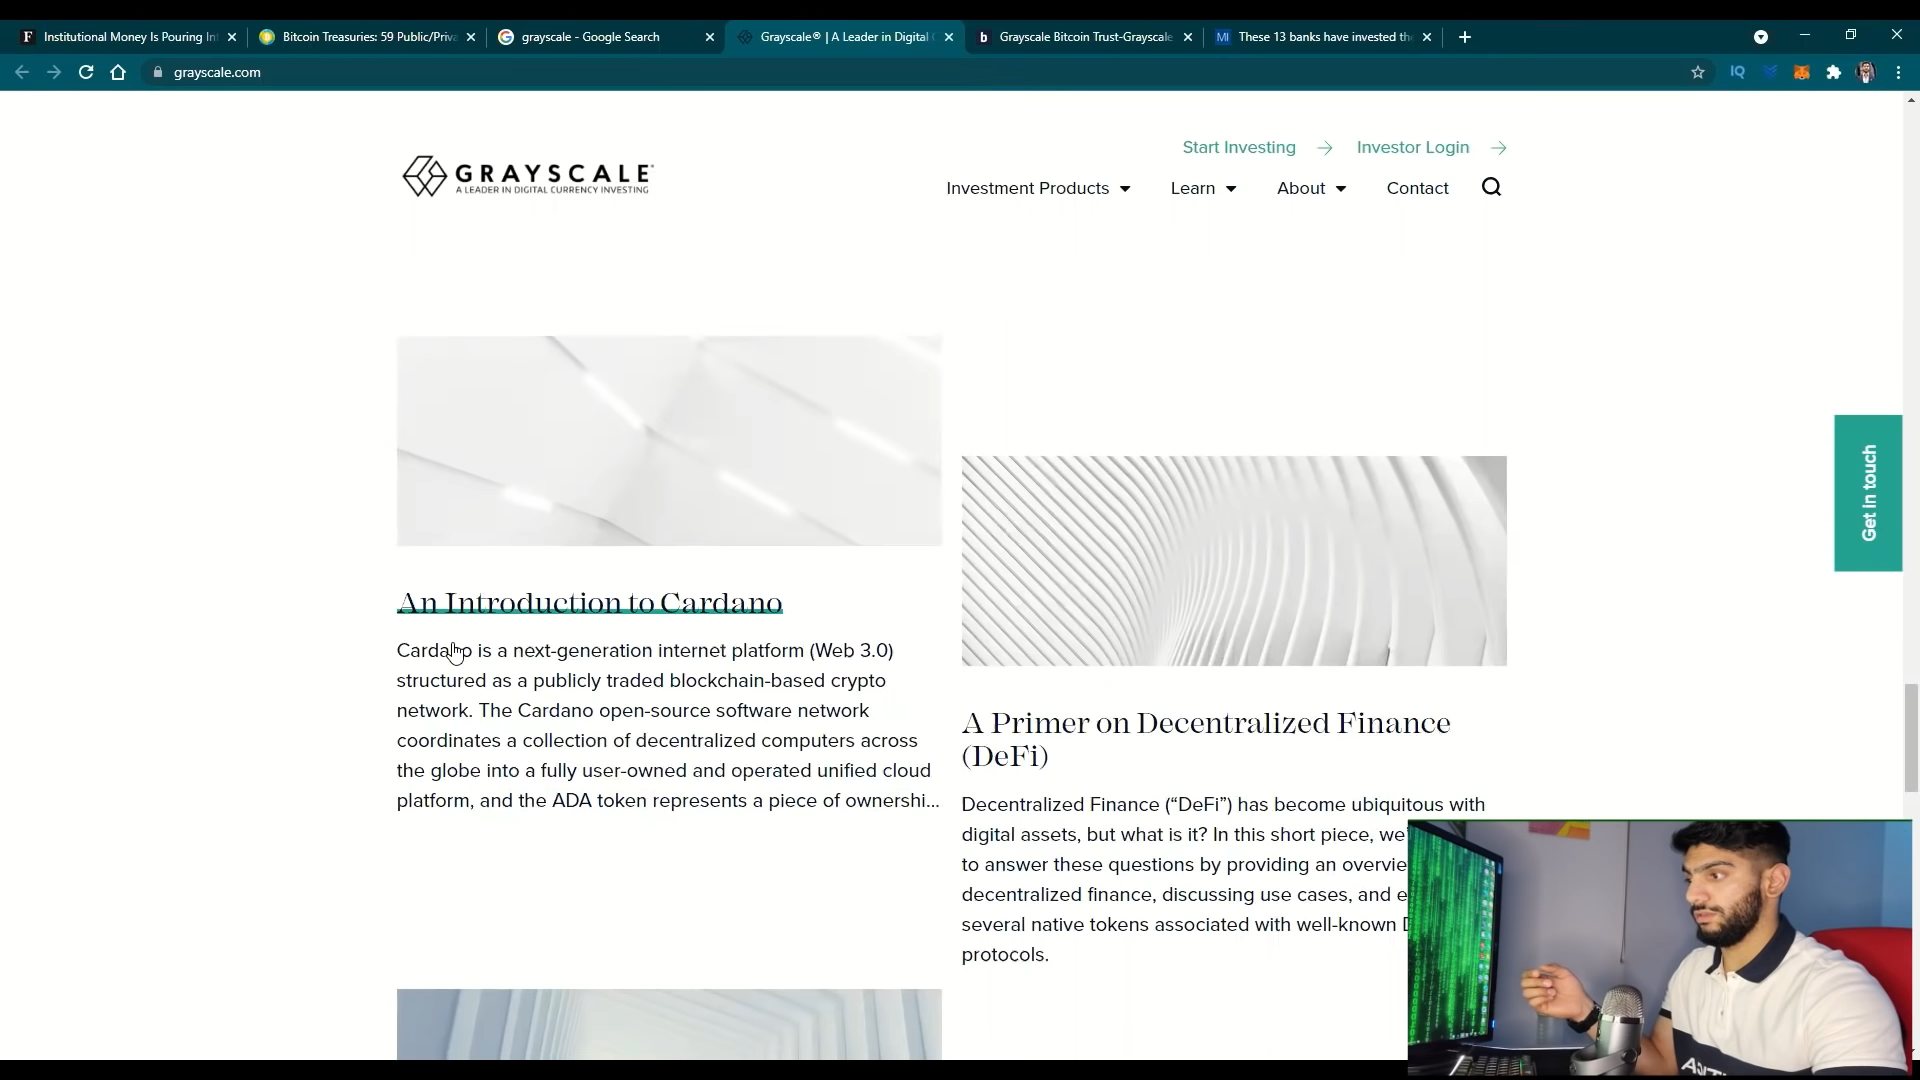 Institutional Money Is Pouring Int
Bitcoin Treasuries: 59 Public/Priva
grayscale - Google Search
Grayscale® | A Leader in Digital C
Grayscale Bitcoin Trust-Grayscale
These 13 banks have invested the
grayscale.com
Start Investing
Investor Login
GRAYSCALE
A LEADER IN DIGITAL CURRENCY INVESTING
Investment Products
Learn
About
Contact
Get in touch
An Introduction to Cardano
Cardano is a next-generation internet platform (Web 3.0)
structured as a publicly traded blockchain-based crypto
network. The Cardano open-source software network
coordinates a collection of decentralized computers across
the globe into a fully user-owned and operated unified cloud
platform, and the ADA token represents a piece of ownershi...
A Primer on Decentralized Finance
(DeFi)
Decentralized Finance (“DeFi”) has become ubiquitous with
digital assets, but what is it? In this short piece, we'
to answer these questions by providing an overvie
decentralized finance, discussing use cases, and e
several native tokens associated with well-known D
protocols.